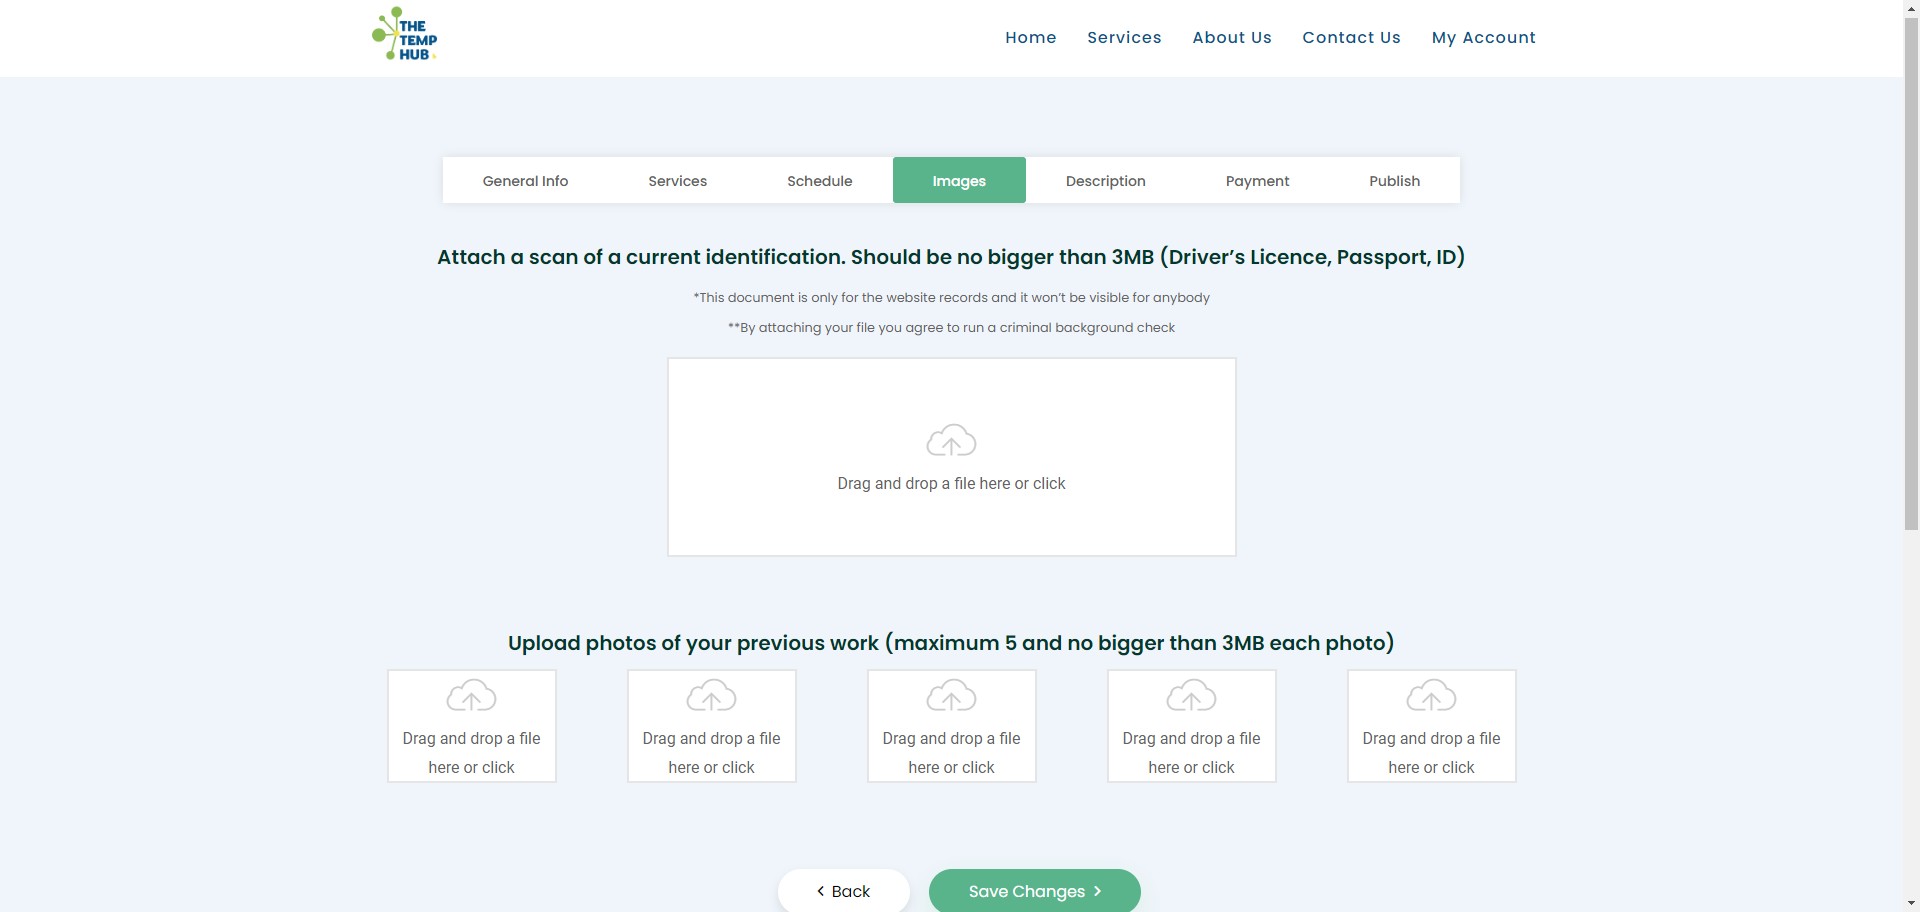 THE
TEMP
HUB
Home Services About Us Contact Us My Account
General Info Services Schedule Images Description Payment Publish
Attach a scan of a current identification. Should be no bigger than 3MB (Driver’s Licence, Passport, ID)
*This document is only for the website records and it won’t be visible for anybody
**By attaching your file you agree to run a criminal background check
Drag and drop a file here or click
Upload photos of your previous work (maximum 5 and no bigger than 3MB each photo)
Drag and drop a file
here or click
Drag and drop a file
here or click
Drag and drop a file
here or click
Drag and drop a file
here or click
Drag and drop a file
here or click
Back Save Changes